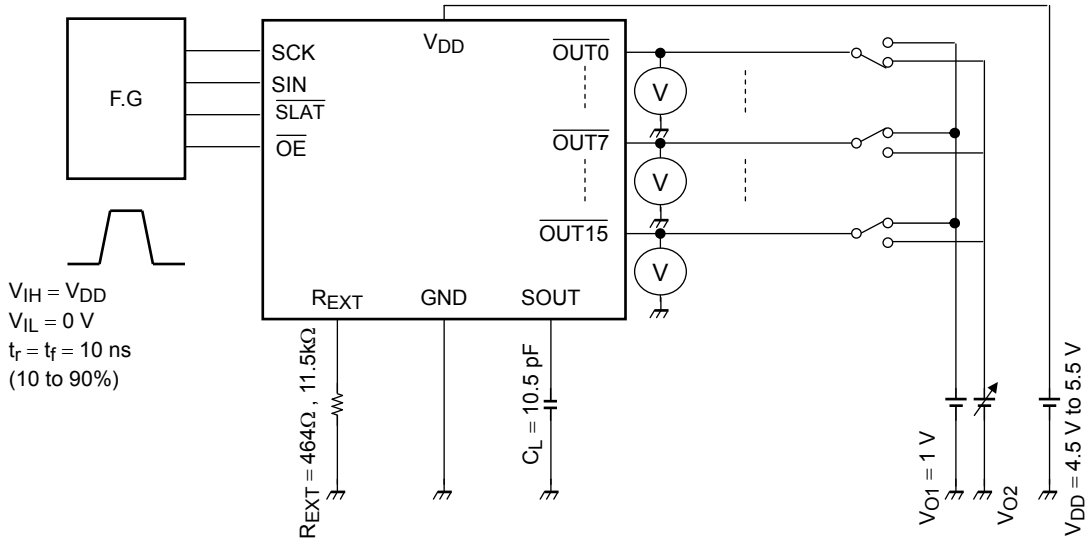 F.G
SCK
SIN
SLAT
OE
VDD
OUT0
OUT7
OUT15
V
V
V
REXT
GND
SOUT
VIH = VDD
VIL = 0 V
tr = tf = 10 ns
(10 to 90%)
REXT = 464Ω , 11.5kΩ
CL = 10.5 pF
VO1 = 1 V
VO2
VDD = 4.5 V to 5.5 V